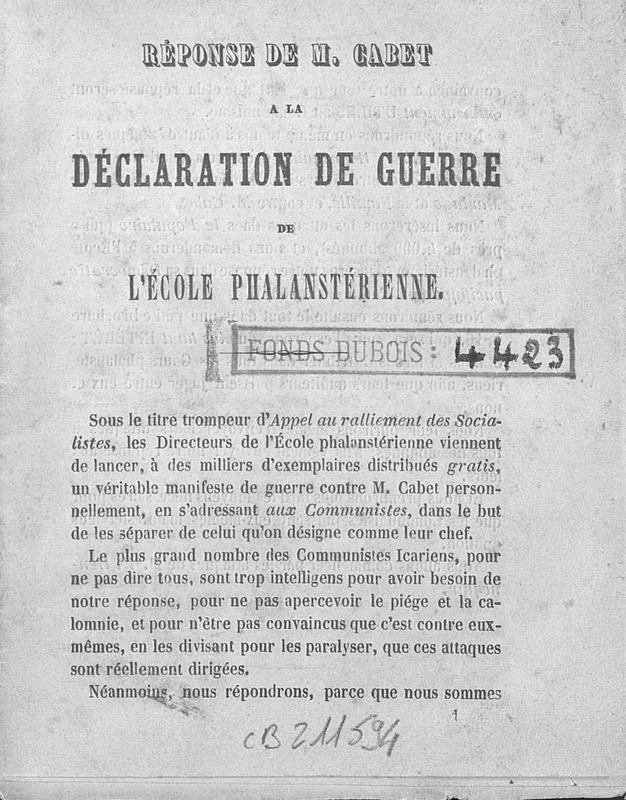 RÉPONSE DE M. CABET
A LA
DÉCLARATION DE GUERRE
DE
L'ÉCOLE PHALANSTÉRIENNE.
FONDS DUBOIS: 4423
Sous le titre trompeur d'Appel au ralliement des Socia-
listes, les Directeurs de l'École phalanstérienne viennent
de lancer, à des milliers d'exemplaires distribués gratis,
un véritable manifeste de guerre contre M. Cabet person-
nellement, en s'adressant aux Communistes, dans le but
de les séparer de celui qu'on désigne comme leur chef.
Le plus grand nombre des Communistes Icariens, pour
ne pas dire tous, sont trop intelligens pour avoir besoin de
notre réponse, pour ne pas apercevoir le piége et la ca-
lomnie, et pour n'être pas convaincus que c'est contre eux-
mêmes, en les divisant pour les paralyser, que ces attaques
sont réellement dirigées.
Néanmoins, nous répondrons, parce que nous sommes
1
cB 211594